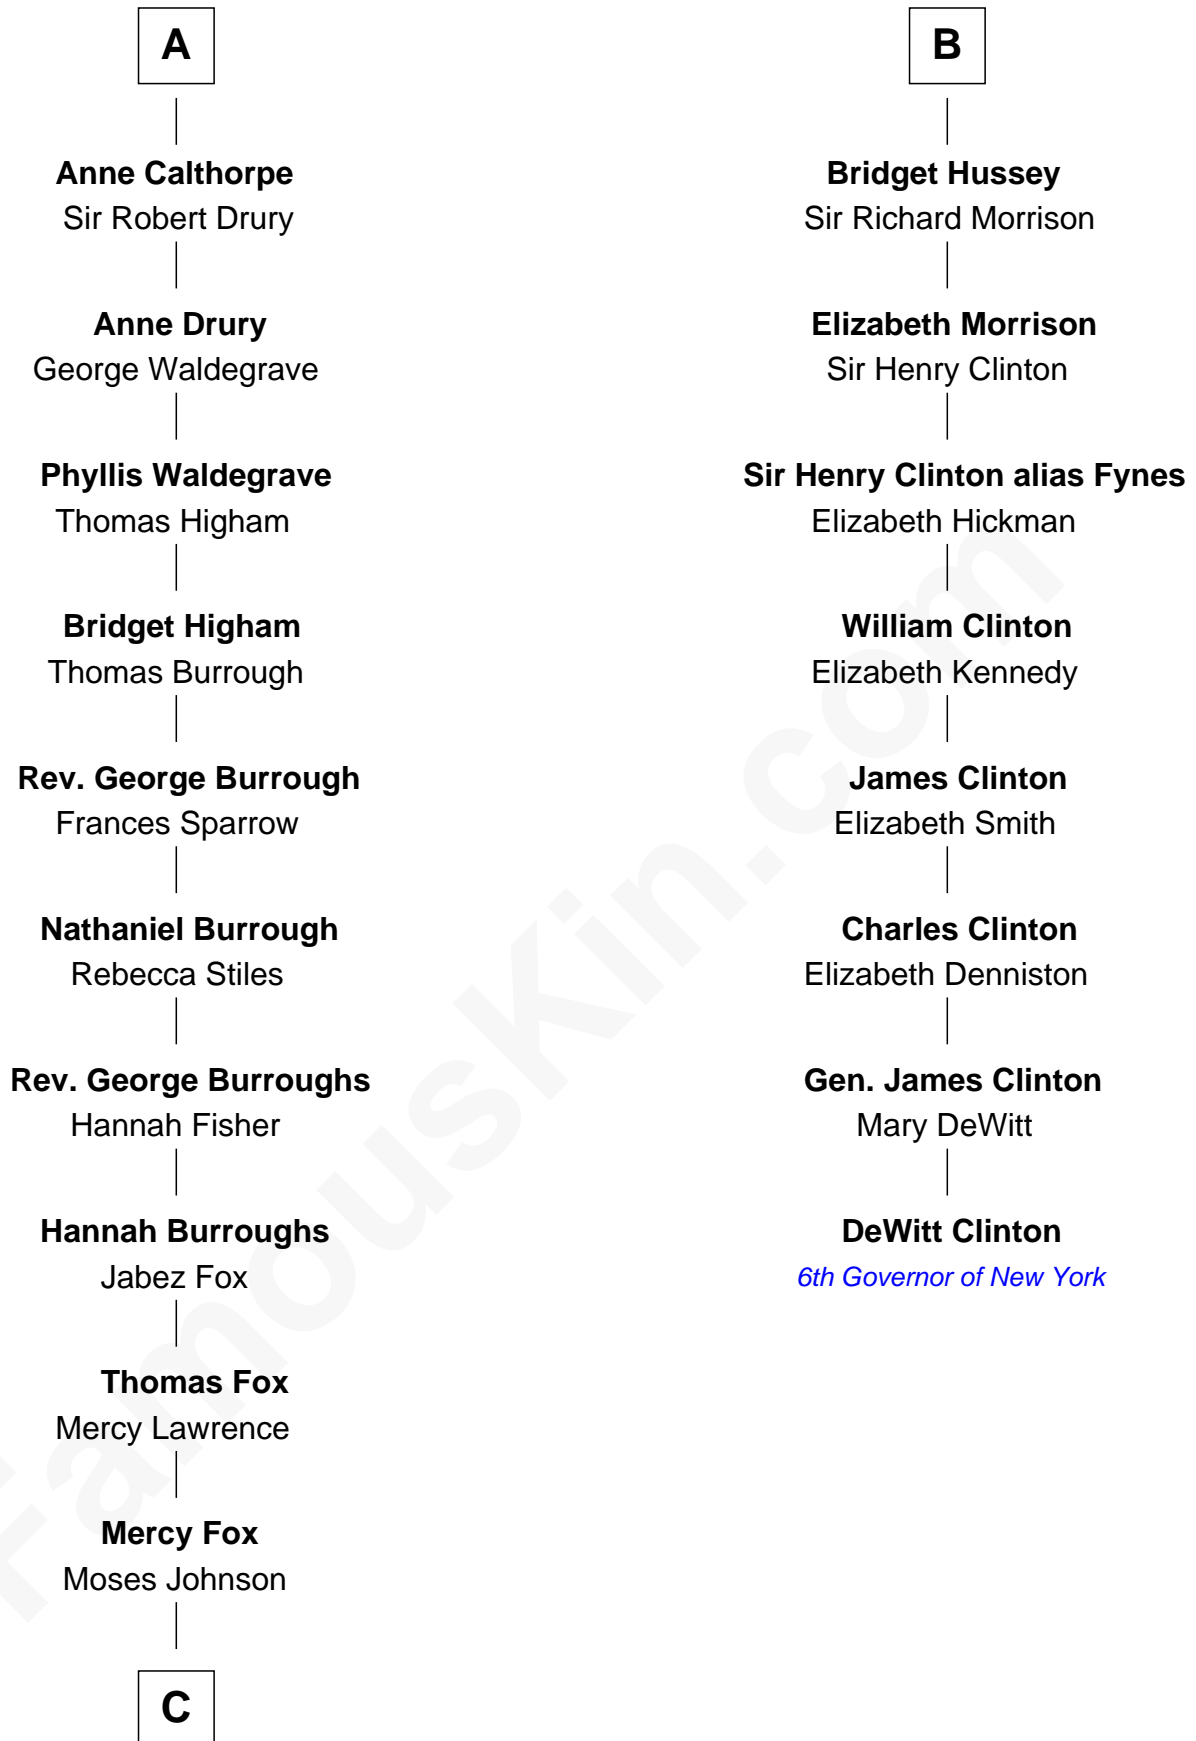 A
Anne Calthorpe
Sir Robert Drury
Anne Drury
George Waldegrave
Phyllis Waldegrave
Thomas Higham
Bridget Higham
Thomas Burrough
Rev. George Burrough
Frances Sparrow
Nathaniel Burrough
Rebecca Stiles
Rev. George Burroughs
Hannah Fisher
Hannah Burroughs
Jabez Fox
Thomas Fox
Mercy Lawrence
Mercy Fox
Moses Johnson
C
B
Bridget Hussey
Sir Richard Morrison
Elizabeth Morrison
Sir Henry Clinton
Sir Henry Clinton alias Fynes
Elizabeth Hickman
William Clinton
Elizabeth Kennedy
James Clinton
Elizabeth Smith
Charles Clinton
Elizabeth Denniston
Gen. James Clinton
Mary DeWitt
DeWitt Clinton
6th Governor of New York
FamousKin.com